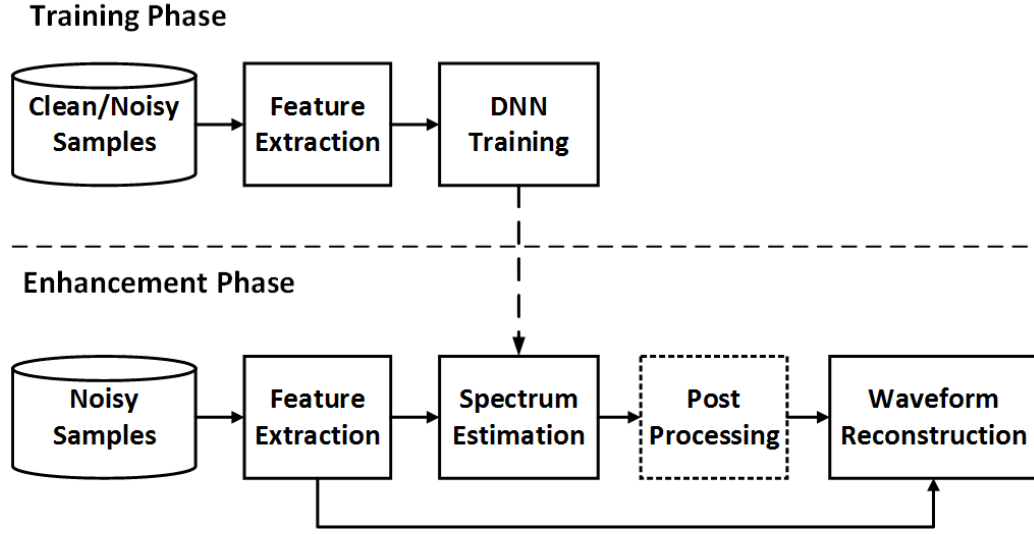 Training Phase
Clean/Noisy
Samples
Feature
Extraction
DNN
Training
Enhancement Phase
Noisy
Samples
Feature
Extraction
Spectrum
Estimation
Post
Processing
Waveform
Reconstruction